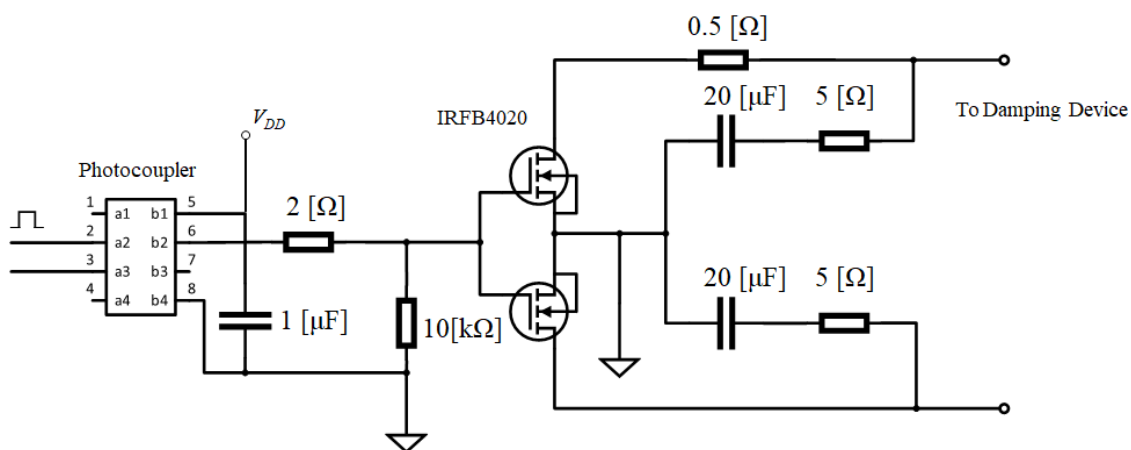 0.5 [Ω]
20 [μF] 5 [Ω]
IRFB4020
To Damping Device
V_DD
Photocoupler
1 a1 b1 5
2 a2 b2 6
3 a3 b3 7
4 a4 b4 8
2 [Ω]
20 [μF] 5 [Ω]
1 [μF]
10[kΩ]